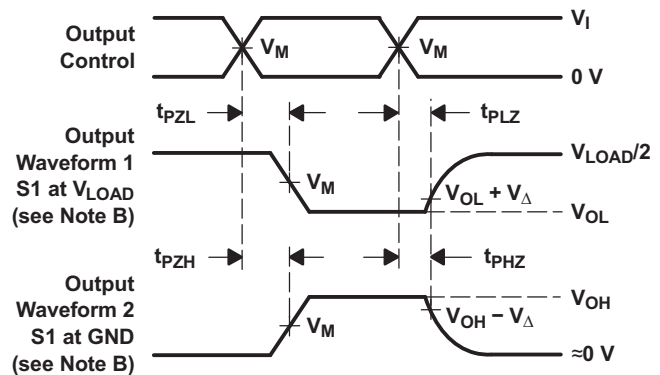 Output
Control
V_I
V_M
V_M
0 V
t_PZL
t_PLZ
Output
Waveform 1
S1 at V_LOAD
(see Note B)
V_LOAD/2
V_M
V_OL + V_Δ
V_OL
t_PZH
t_PHZ
Output
Waveform 2
S1 at GND
(see Note B)
V_OH
V_M
V_OH − V_Δ
≈0 V